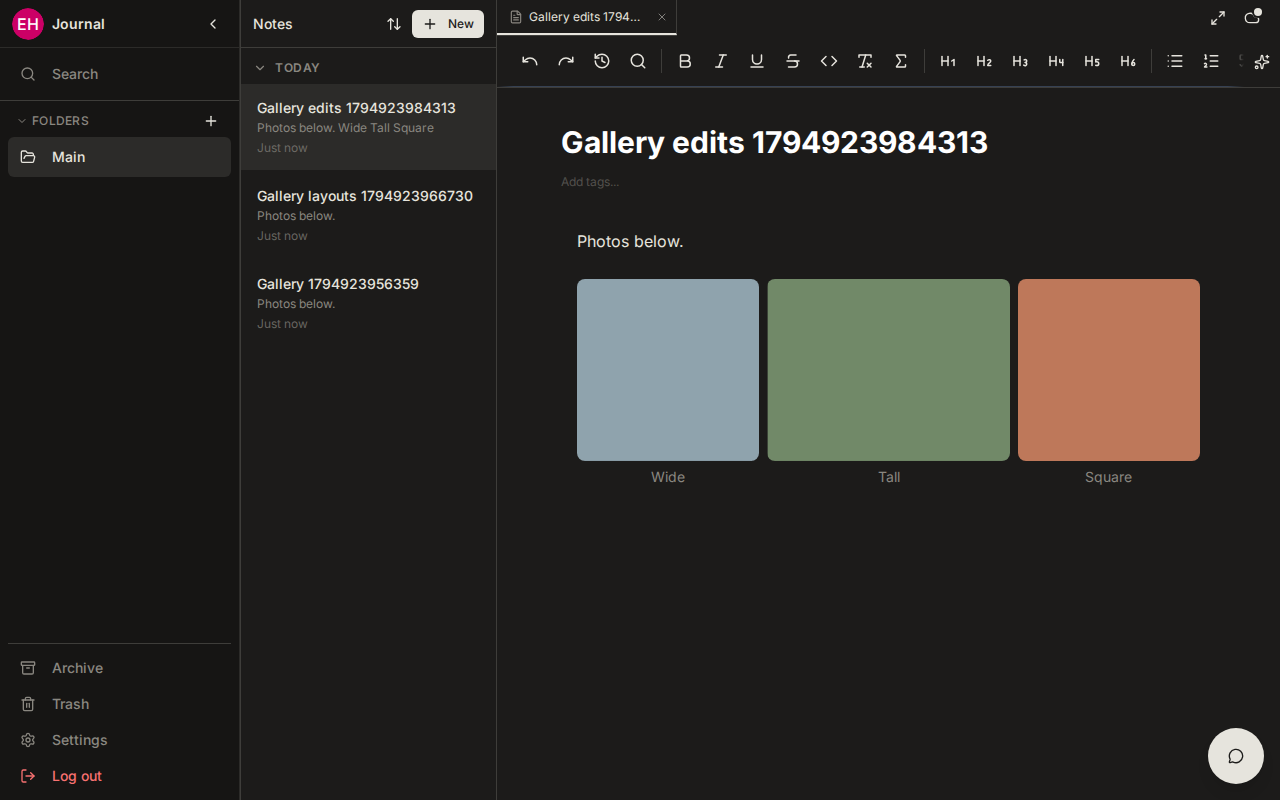 EH Journal
Search
FOLDERS
Main
Archive
Trash
Settings
Log out
Notes
New
TODAY
Gallery edits 1794923984313
Photos below. Wide Tall Square
Just now
Gallery layouts 1794923966730
Photos below.
Just now
Gallery 1794923956359
Photos below.
Just now
Gallery edits 1794...
B I U S H1 H2 H3 H4 H5 H6
Gallery edits 1794923984313
Add tags...
Photos below.
Wide Tall Square